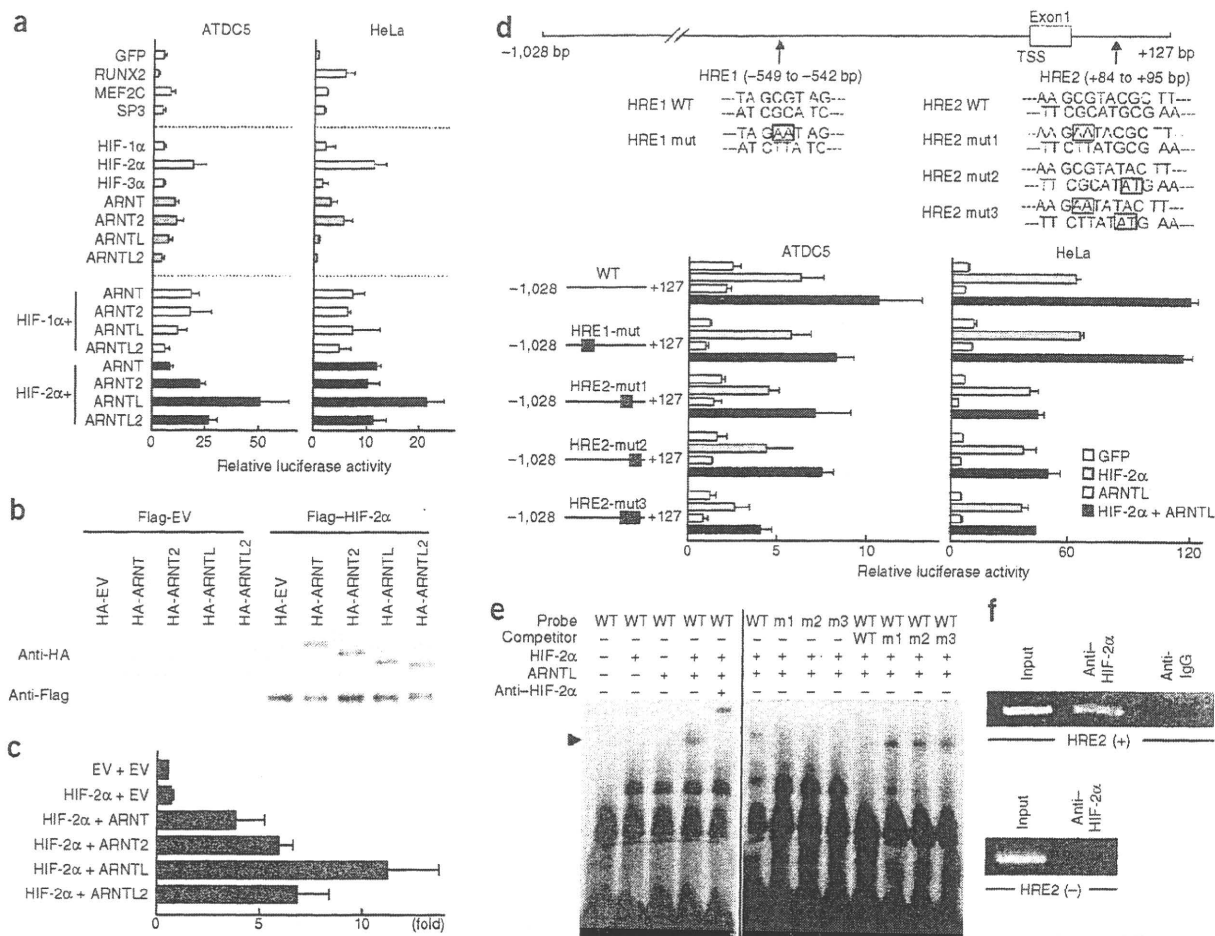 a
ATDC5
HeLa
GFP
RUNX2
MEF2C
SP3
HIF-1α
HIF-2α
HIF-3α
ARNT
ARNT2
ARNTL
ARNTL2
HIF-1α+
ARNT
ARNT2
ARNTL
ARNTL2
HIF-2α+
ARNT
ARNT2
ARNTL
ARNTL2
0 25 50
0 10 20
Relative luciferase activity
b
Flag-EV
Flag–HIF-2α
HA-EV
HA-ARNT
HA-ARNT2
HA-ARNTL
HA-ARNTL2
HA-EV
HA-ARNT
HA-ARNT2
HA-ARNTL
HA-ARNTL2
Anti-HA
Anti-Flag
c
EV + EV
HIF-2α + EV
HIF-2α + ARNT
HIF-2α + ARNT2
HIF-2α + ARNTL
HIF-2α + ARNTL2
0 5 10 (fold)
d
Exon1
−1,028 bp
TSS
+127 bp
HRE1 (−549 to −542 bp)
HRE2 (+84 to +95 bp)
HRE1 WT
---TA GCGT AG---
---AT CGCA TC---
HRE1 mut
---TA GAAT AG---
---AT CTTA TC---
HRE2 WT
---AA GCGTACGC TT---
---TT CGCATGCG AA---
HRE2 mut1
---AA GAATACGC TT---
---TT CTTATGCG AA---
HRE2 mut2
---AA GCGTATAC TT---
---TT CGCATATG AA---
HRE2 mut3
---AA GAATATAC TT---
---TT CTTATATG AA---
ATDC5
HeLa
WT
−1,028 +127
HRE1-mut
−1,028 +127
HRE2-mut1
−1,028 +127
HRE2-mut2
−1,028 +127
HRE2-mut3
−1,028 +127
GFP
HIF-2α
ARNTL
HIF-2α + ARNTL
0 5 10
0 60 120
Relative luciferase activity
e
Probe WT WT WT WT WT WT m1 m2 m3 WT WT WT WT
Competitor – – – – – – – – – WT m1 m2 m3
HIF-2α – + – + + + + + + + + + +
ARNTL – – + + + + + + + + + + +
Anti–HIF-2α – – – – + – – – – – – – –
f
Input
Anti–HIF-2α
Anti-IgG
HRE2 (+)
Input
Anti–HIF-2α
HRE2 (–)